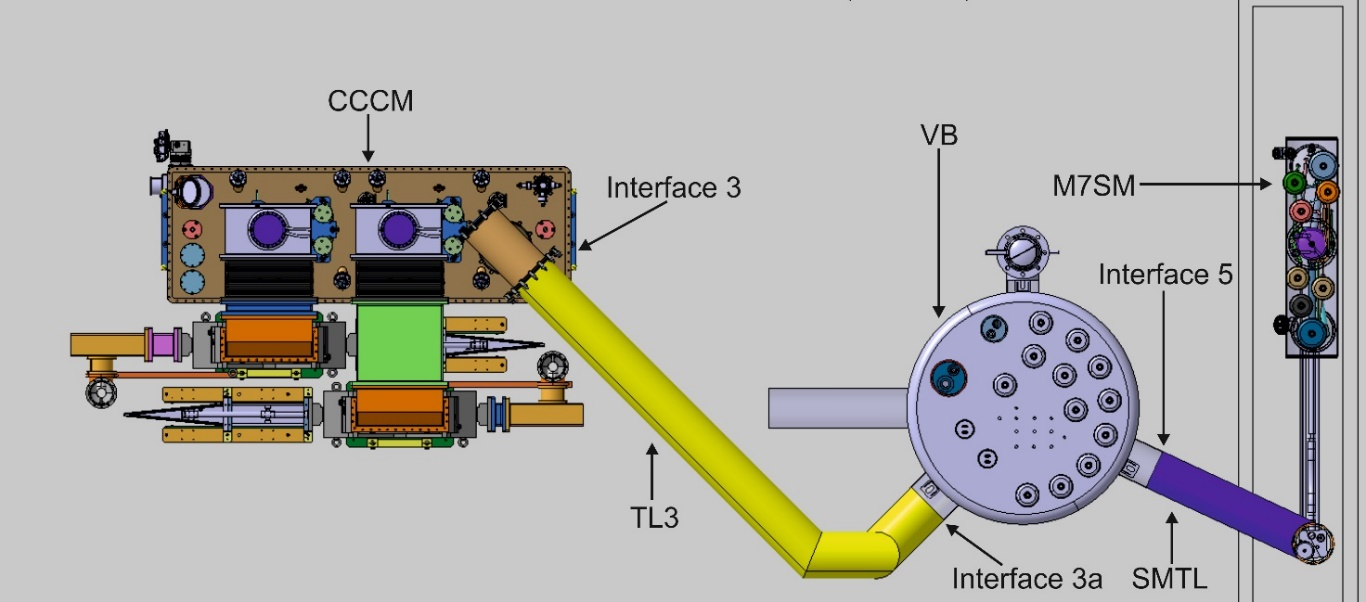 CCCM
VB
Interface 3
M7SM
Interface 5
TL3
Interface 3a
SMTL